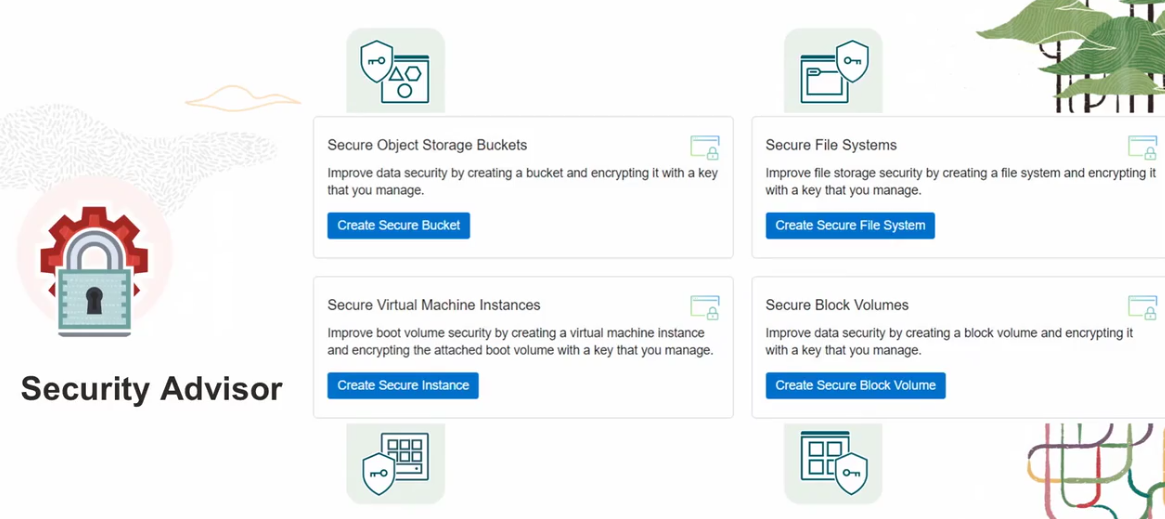 Secure Object Storage Buckets
Improve data security by creating a bucket and encrypting it with a key
that you manage.
Create Secure Bucket
Secure File Systems
Improve file storage security by creating a file system and encrypting it
with a key that you manage.
Create Secure File System
Secure Virtual Machine Instances
Improve boot volume security by creating a virtual machine instance
and encrypting the attached boot volume with a key that you manage.
Create Secure Instance
Secure Block Volumes
Improve data security by creating a block volume and encrypting it
with a key that you manage.
Create Secure Block Volume
Security Advisor